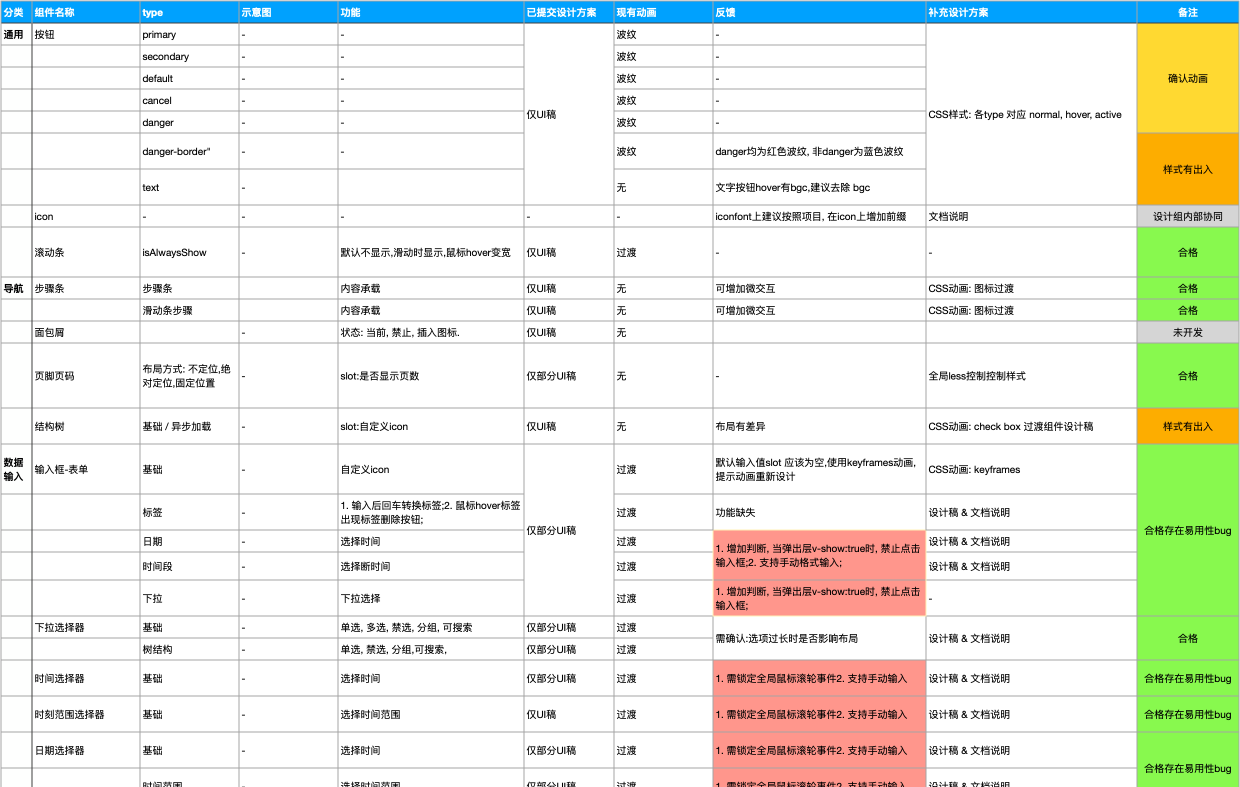 分类 组件名称 type 示意图 功能 已提交设计方案 现有动画 反馈 补充设计方案 备注
通用 按钮 primary - - 仅UI稿 波纹 - CSS样式: 各type 对应 normal, hover, active 确认动画
secondary - - 波纹 -
default - - 波纹 -
cancel - - 波纹 -
danger - - 波纹 -
danger-border" - - 波纹 danger均为红色波纹, 非danger为蓝色波纹 样式有出入
text - 无 文字按钮hover有bgc,建议去除 bgc
icon - - - - - iconfont上建议按照项目, 在icon上增加前缀 文档说明 设计组内部协同
滚动条 isAlwaysShow 默认不显示,滑动时显示,鼠标hover变宽 仅UI稿 过渡 - - 合格
导航 步骤条 步骤条 内容承载 仅UI稿 无 可增加微交互 CSS动画: 图标过渡 合格
滑动条步骤 内容承载 仅UI稿 无 可增加微交互 CSS动画: 图标过渡 合格
面包屑 - 状态: 当前, 禁止, 插入图标. 仅UI稿 无 未开发
页脚页码 布局方式: 不定位,绝 - slot:是否显示页数 仅部分UI稿 无 - 全局less控制控制样式 合格
对定位,固定位置
结构树 基础 / 异步加载 - slot:自定义icon 仅UI稿 无 布局有差异 CSS动画: check box 过渡组件设计稿 样式有出入
数据
输入 输入框-表单 基础 - 自定义icon 仅部分UI稿 过渡 默认输入值slot 应该为空,使用keyframes动画, CSS动画: keyframes 合格存在易用性bug
提示动画重新设计
标签 - 1. 输入后回车转换标签;2. 鼠标hover标签 过渡 功能缺失 设计稿 & 文档说明
出现标签删除按钮;
日期 - 选择时间 过渡 1. 增加判断, 当弹出层v-show:true时, 禁止点击 设计稿 & 文档说明
时间段 - 选择断时间 过渡 输入框;2. 支持手动格式输入; 设计稿 & 文档说明
下拉 - 下拉选择 过渡 1. 增加判断, 当弹出层v-show:true时, 禁止点击 -
输入框;
下拉选择器 基础 - 单选, 多选, 禁选, 分组, 可搜索 仅部分UI稿 过渡 需确认:选项过长时是否影响布局 设计稿 & 文档说明 合格
树结构 - 单选, 禁选, 分组,可搜索, 仅部分UI稿 过渡
时间选择器 基础 - 选择时间 仅部分UI稿 过渡 1. 需锁定全局鼠标滚轮事件2. 支持手动输入 设计稿 & 文档说明 合格存在易用性bug
时刻范围选择器 基础 - 选择时间范围 仅UI稿 过渡 1. 需锁定全局鼠标滚轮事件2. 支持手动输入 设计稿 & 文档说明 合格存在易用性bug
日期选择器 基础 - 选择时间 仅部分UI稿 过渡 1. 需锁定全局鼠标滚轮事件2. 支持手动输入 设计稿 & 文档说明 合格存在易用性bug
时间范围 - 选择时间范围 仅部分UI稿 过渡 1. 需锁定全局鼠标滚轮事件2. 支持手动输入 设计稿 & 文档说明